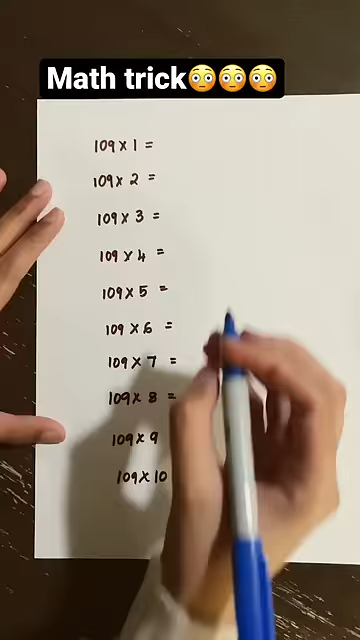 Math trick😳😳😳
109 x 1 =
109 x 2 =
109 x 3 =
109 x 4 =
109 x 5 =
109 x 6 =
109 x 7 =
109 x 8 =
109 x 9
109 x 10